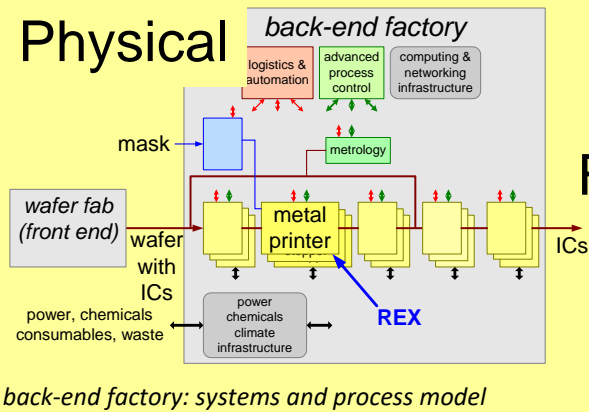 Physical
back-end factory
logistics &
automation
advanced
process
control
computing &
networking
infrastructure
mask
metrology
wafer fab
(front end)
wafer
with
ICs
metal
printer
ICs
power, chemicals
consumables, waste
power
chemicals
climate
infrastructure
REX
back-end factory: systems and process model